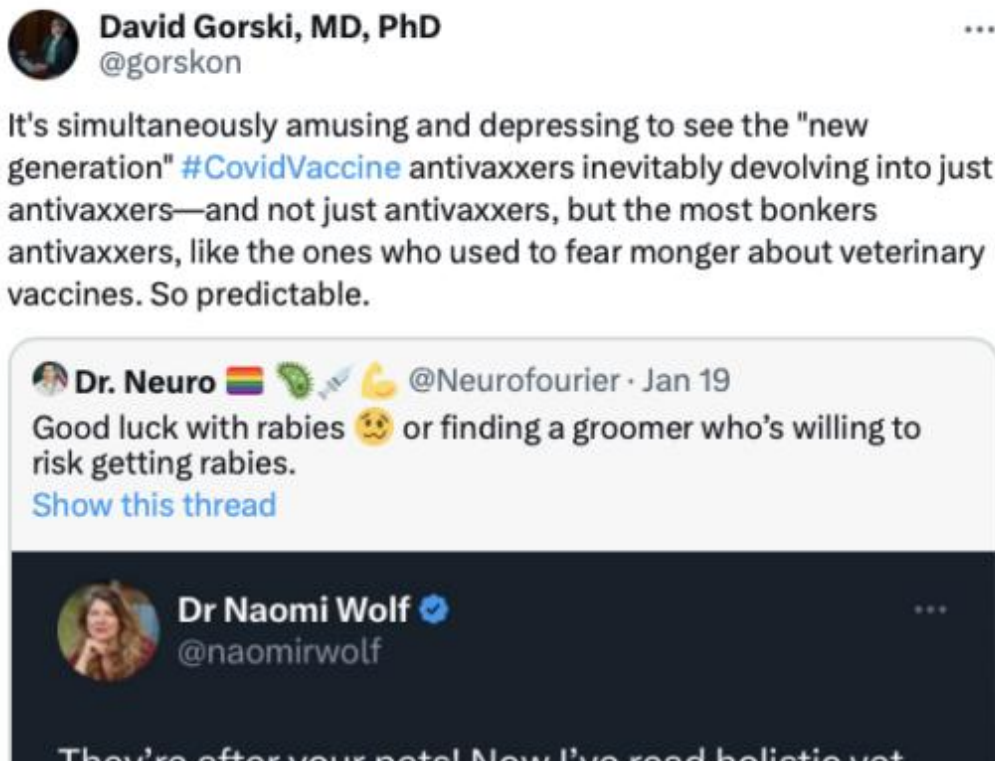 David Gorski, MD, PhD
@gorskon
It's simultaneously amusing and depressing to see the "new
generation" #CovidVaccine antivaxxers inevitably devolving into just
antivaxxers—and not just antivaxxers, but the most bonkers
antivaxxers, like the ones who used to fear monger about veterinary
vaccines. So predictable.
Dr. Neuro 🏳️‍🌈 🦠💉 💪 @Neurofourier · Jan 19
Good luck with rabies 🥴 or finding a groomer who’s willing to
risk getting rabies.
Show this thread
Dr Naomi Wolf
@naomirwolf
They’re after your pets! Now I’ve read holistic vet